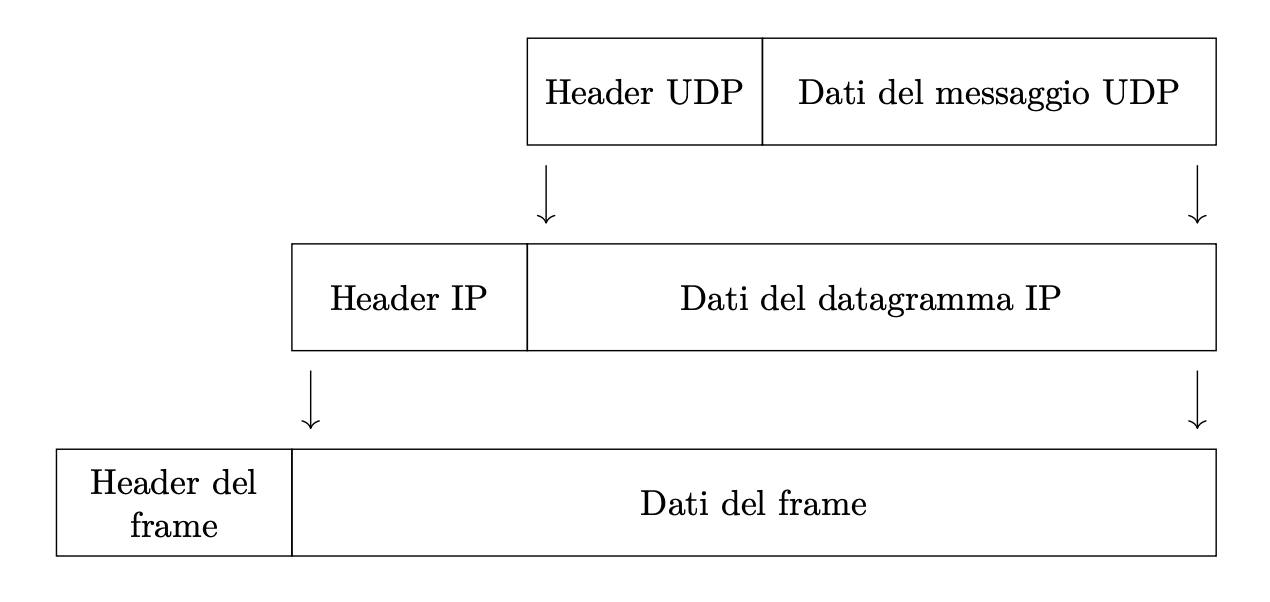 Header UDP
Dati del messaggio UDP
Header IP
Dati del datagramma IP
Header del
frame
Dati del frame